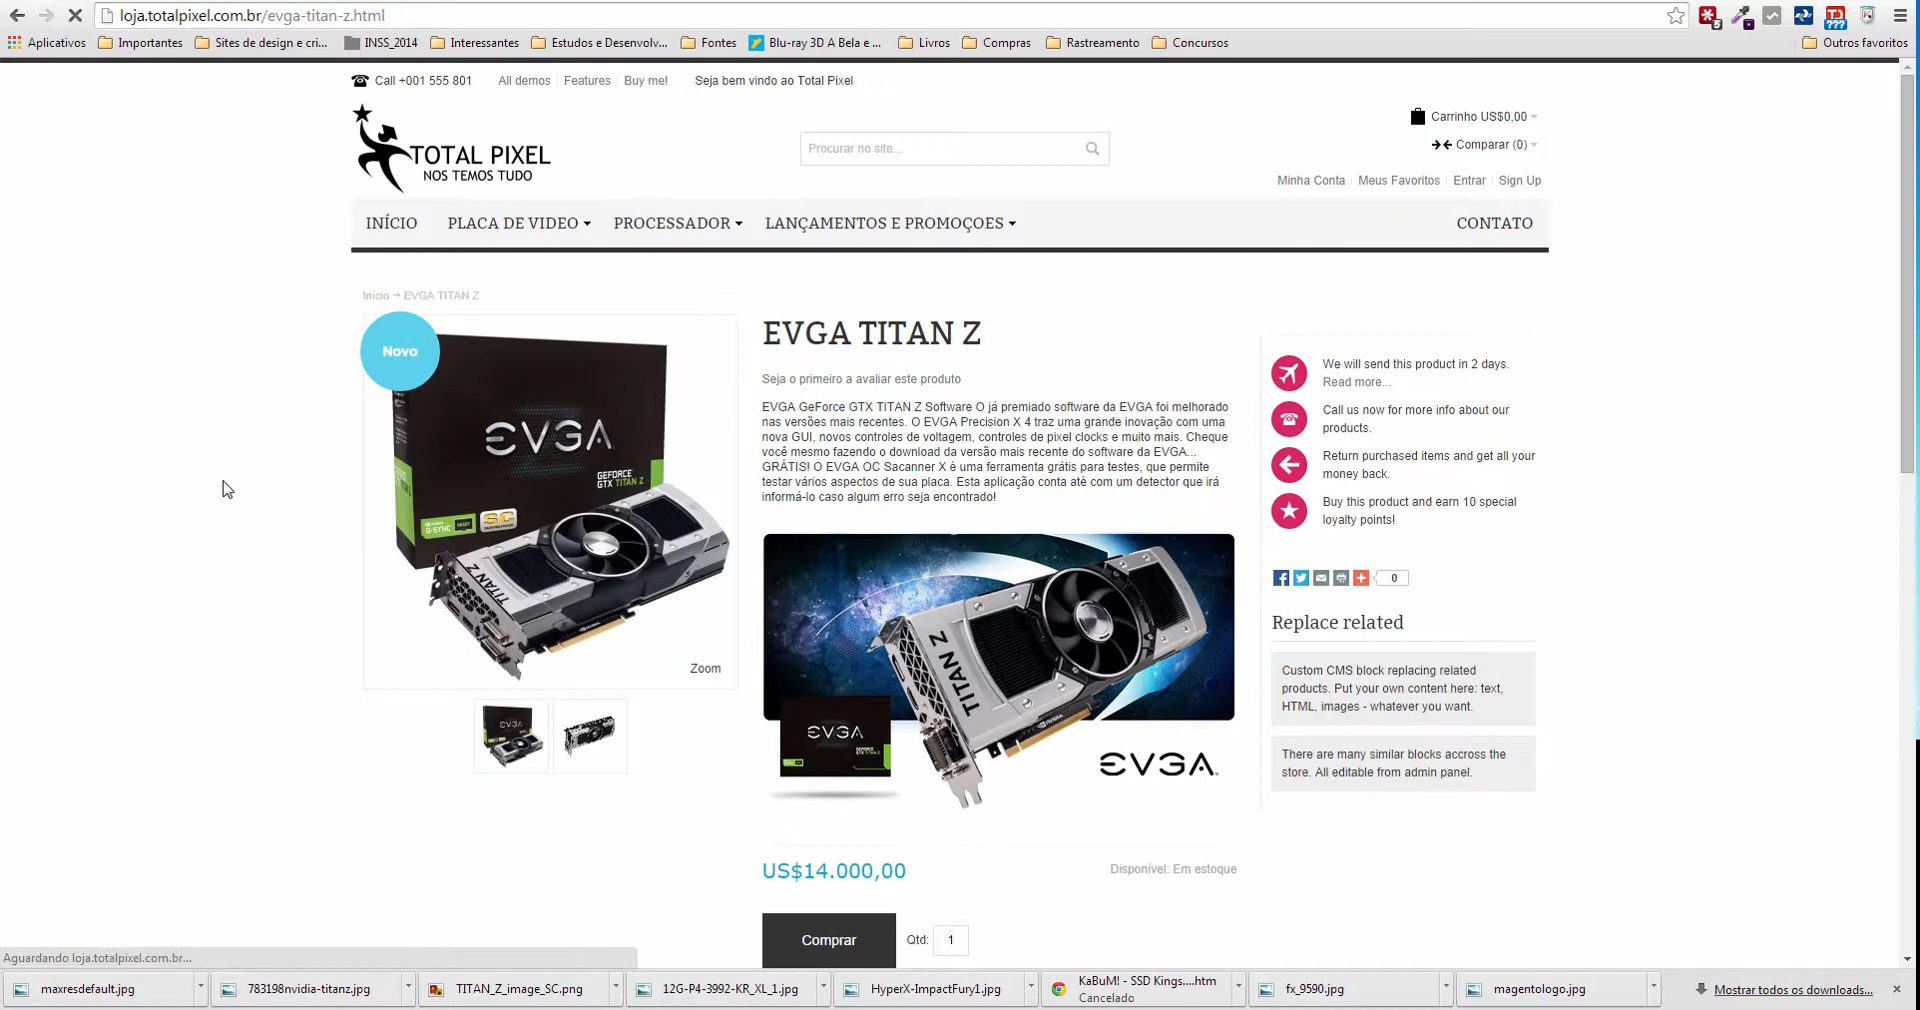 loja.totalpixel.com.br/evga-titan-z.html
Aplicativos Importantes Sites de design e cri... INSS_2014 Interessantes Estudos e Desenvolv... Fontes Blu-ray 3D A Bela e ... Livros Compras Rastreamento Concursos Outros favoritos
Call +001 555 801 All demos Features Buy me! Seja bem vindo ao Total Pixel
TOTAL PIXEL
NOS TEMOS TUDO
Procurar no site...
Carrinho US$0,00
Comparar (0)
Minha Conta Meus Favoritos Entrar Sign Up
INÍCIO PLACA DE VIDEO PROCESSADOR LANÇAMENTOS E PROMOÇOES CONTATO
Início → EVGA TITAN Z
Novo
EVGA
GEFORCE
GTX TITAN Z
G-SYNC READY
SC
TITAN Z
Zoom
EVGA TITAN Z
Seja o primeiro a avaliar este produto
EVGA GeForce GTX TITAN Z Software O já premiado software da EVGA foi melhorado
nas versões mais recentes. O EVGA Precision X 4 traz uma grande inovação com uma
nova GUI, novos controles de voltagem, controles de pixel clocks e muito mais. Cheque
você mesmo fazendo o download da versão mais recente do software da EVGA...
GRÁTIS! O EVGA OC Sacanner X é uma ferramenta grátis para testes, que permite
testar vários aspectos de sua placa. Esta aplicação conta até com um detector que irá
informá-lo caso algum erro seja encontrado!
TITAN Z
EVGA
EVGA
US$14.000,00
Disponível: Em estoque
Comprar
Qtd: 1
We will send this product in 2 days.
Read more...
Call us now for more info about our
products.
Return purchased items and get all your
money back.
Buy this product and earn 10 special
loyalty points!
0
Replace related
Custom CMS block replacing related
products. Put your own content here: text,
HTML, images - whatever you want.
There are many similar blocks accross the
store. All editable from admin panel.
Aguardando loja.totalpixel.com.br...
maxresdefault.jpg 783198nvidia-titanz.jpg TITAN_Z_image_SC.png 12G-P4-3992-KR_XL_1.jpg HyperX-ImpactFury1.jpg KaBuM! - SSD Kings....htm fx_9590.jpg magentologo.jpg Mostrar todos os downloads...
Cancelado